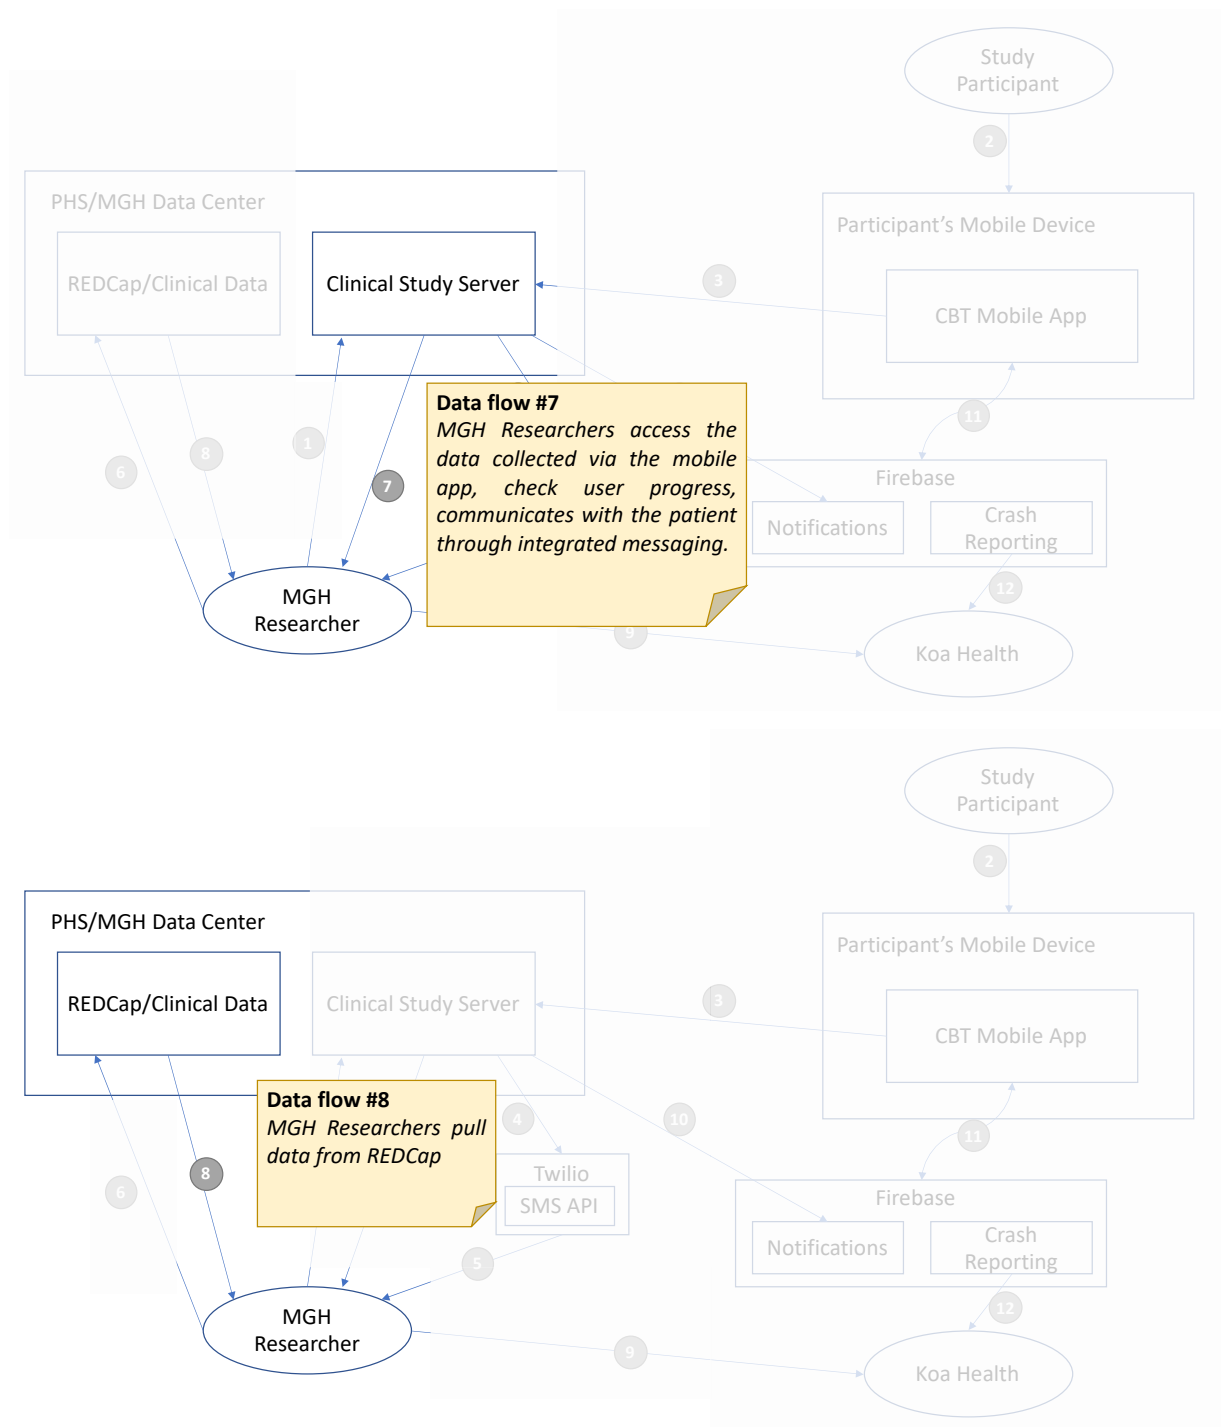 Study
Participant
2
PHS/MGH Data Center
Participant's Mobile Device
REDCap/Clinical Data
Clinical Study Server
3
CBT Mobile App
Data flow #7
MGH Researchers access the
data collected via the mobile
app, check user progress,
communicates with the patient
through integrated messaging.
11
1
8
6
7
Firebase
Notifications
Crash
Reporting
12
MGH
Researcher
9
Koa Health
Study
Participant
2
PHS/MGH Data Center
Participant's Mobile Device
REDCap/Clinical Data
Clinical Study Server
3
CBT Mobile App
Data flow #8
MGH Researchers pull
data from REDCap
4
10
11
8
6
Twilio
SMS API
Firebase
Notifications
Crash
Reporting
5
12
MGH
Researcher
9
Koa Health